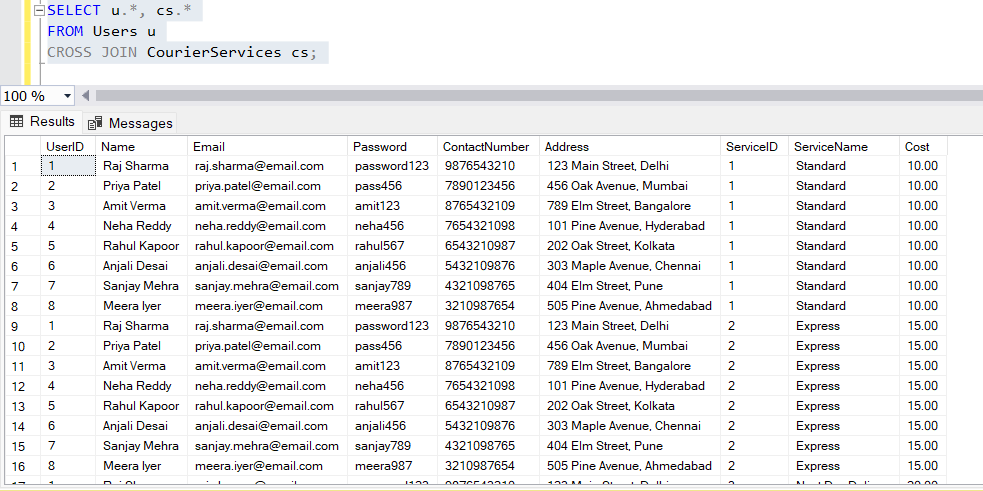 SELECT u.*, cs.*
FROM Users u
CROSS JOIN CourierServices cs;
100 %
Results Messages
UserID Name Email Password ContactNumber Address ServiceID ServiceName Cost
1 1 Raj Sharma raj.sharma@email.com password123 9876543210 123 Main Street, Delhi 1 Standard 10.00
2 2 Priya Patel priya.patel@email.com pass456 7890123456 456 Oak Avenue, Mumbai 1 Standard 10.00
3 3 Amit Verma amit.verma@email.com amit123 8765432109 789 Elm Street, Bangalore 1 Standard 10.00
4 4 Neha Reddy neha.reddy@email.com neha456 7654321098 101 Pine Avenue, Hyderabad 1 Standard 10.00
5 5 Rahul Kapoor rahul.kapoor@email.com rahul567 6543210987 202 Oak Street, Kolkata 1 Standard 10.00
6 6 Anjali Desai anjali.desai@email.com anjali456 5432109876 303 Maple Avenue, Chennai 1 Standard 10.00
7 7 Sanjay Mehra sanjay.mehra@email.com sanjay789 4321098765 404 Elm Street, Pune 1 Standard 10.00
8 8 Meera Iyer meera.iyer@email.com meera987 3210987654 505 Pine Avenue, Ahmedabad 1 Standard 10.00
9 1 Raj Sharma raj.sharma@email.com password123 9876543210 123 Main Street, Delhi 2 Express 15.00
10 2 Priya Patel priya.patel@email.com pass456 7890123456 456 Oak Avenue, Mumbai 2 Express 15.00
11 3 Amit Verma amit.verma@email.com amit123 8765432109 789 Elm Street, Bangalore 2 Express 15.00
12 4 Neha Reddy neha.reddy@email.com neha456 7654321098 101 Pine Avenue, Hyderabad 2 Express 15.00
13 5 Rahul Kapoor rahul.kapoor@email.com rahul567 6543210987 202 Oak Street, Kolkata 2 Express 15.00
14 6 Anjali Desai anjali.desai@email.com anjali456 5432109876 303 Maple Avenue, Chennai 2 Express 15.00
15 7 Sanjay Mehra sanjay.mehra@email.com sanjay789 4321098765 404 Elm Street, Pune 2 Express 15.00
16 8 Meera Iyer meera.iyer@email.com meera987 3210987654 505 Pine Avenue, Ahmedabad 2 Express 15.00